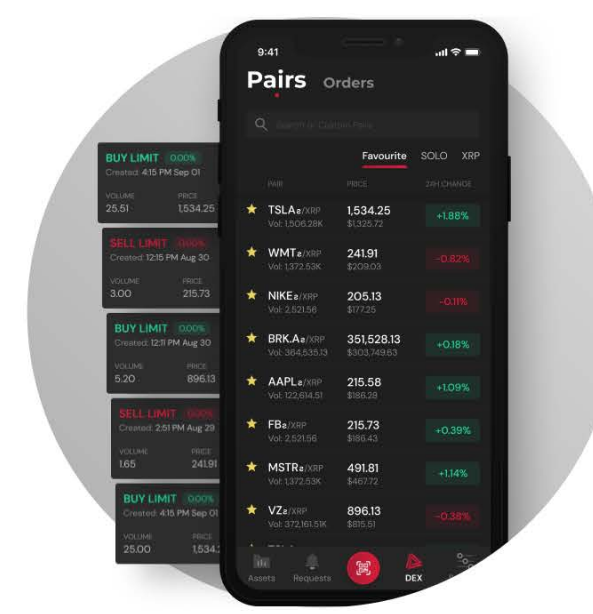 9:41
Pairs Orders
Favourite SOLO XRP
PAIR PRICE 24H CHANGE
TSLAa/XRP 1,534.25 +1.88%
Vol: 1,506.28K $1,325.72
WMTa/XRP 241.91 -0.82%
Vol: 1,372.53K $209.03
NIKEa/XRP 205.13 -0.11%
Vol: 2,521.56 $177.25
BRK.Aa/XRP 351,528.13 +0.18%
Vol: 364,535.13 $303,749.63
AAPLa/XRP 215.58 +1.09%
Vol: 122,614.51 $186.28
FBa/XRP 215.73 +0.39%
Vol: 2,521.56 $186.43
MSTRa/XRP 491.81 +1.14%
Vol: 1,372.53K $467.72
VZa/XRP 896.13 -0.38%
Vol: 372,161.51K $815.51
Assets Requests DEX
BUY LIMIT 0.00%
Created: 4:15 PM Sep 01
VOLUME PRICE
25.51 1,534.25
SELL LIMIT 0.00%
Created: 12:15 PM Aug 30
VOLUME PRICE
3.00 215.73
BUY LIMIT 0.00%
Created: 12:11 PM Aug 30
VOLUME PRICE
5.20 896.13
SELL LIMIT 0.00%
Created: 2:51 PM Aug 29
VOLUME PRICE
1.65 241.91
BUY LIMIT 0.00%
Created: 4:15 PM Sep 01
VOLUME PRICE
25.00 1,534.2